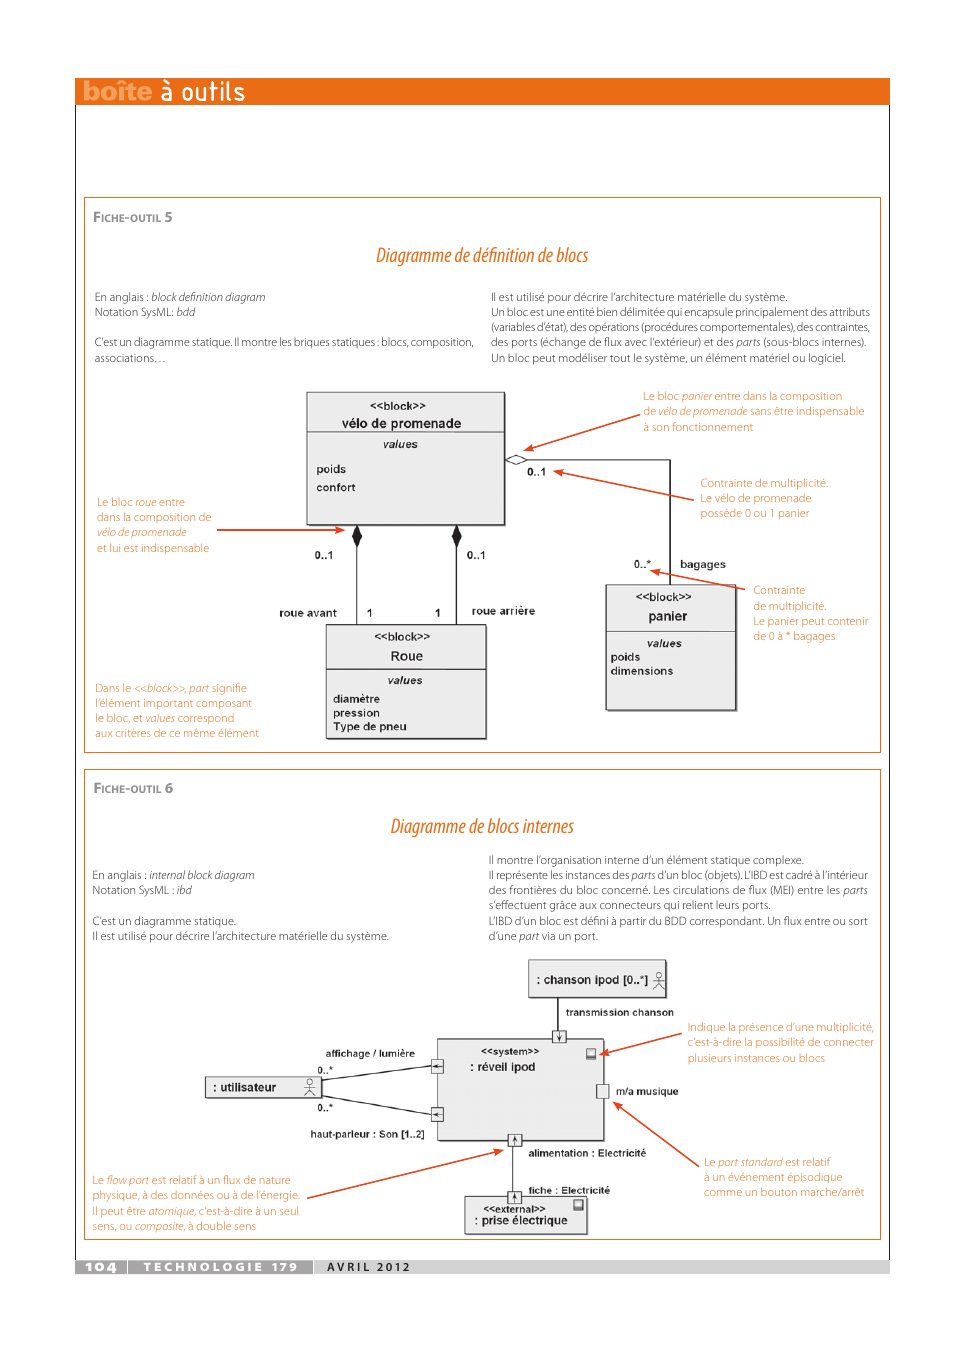 boîte à outils
Fiche-outil 5
Diagramme de définition de blocs
En anglais : block definition diagram
Notation SysML: bdd
C'est un diagramme statique. Il montre les briques statiques : blocs, composition,
associations…
Il est utilisé pour décrire l'architecture matérielle du système.
Un bloc est une entité bien délimitée qui encapsule principalement des attributs
(variables d'état), des opérations (procédures comportementales), des contraintes,
des ports (échange de flux avec l'extérieur) et des parts (sous-blocs internes).
Un bloc peut modéliser tout le système, un élément matériel ou logiciel.
<<block>>
vélo de promenade
values
poids
confort
Le bloc panier entre dans la composition
de vélo de promenade sans être indispensable
à son fonctionnement
0..1
Contrainte de multiplicité.
Le vélo de promenade
possède 0 ou 1 panier
Le bloc roue entre
dans la composition de
vélo de promenade
et lui est indispensable
0..1
0..1
0..*
bagages
<<block>>
panier
values
poids
dimensions
Contrainte
de multiplicité.
Le panier peut contenir
de 0 à * bagages
roue avant
1
1
roue arrière
<<block>>
Roue
values
diamètre
pression
Type de pneu
Dans le <<block>>, part signifie
l'élément important composant
le bloc, et values correspond
aux critères de ce même élément
Fiche-outil 6
Diagramme de blocs internes
En anglais : internal block diagram
Notation SysML : ibd
C'est un diagramme statique.
Il est utilisé pour décrire l'architecture matérielle du système.
Il montre l'organisation interne d'un élément statique complexe.
Il représente les instances des parts d'un bloc (objets). L'IBD est cadré à l'intérieur
des frontières du bloc concerné. Les circulations de flux (MEI) entre les parts
s'effectuent grâce aux connecteurs qui relient leurs ports.
L'IBD d'un bloc est défini à partir du BDD correspondant. Un flux entre ou sort
d'une part via un port.
: chanson ipod [0..*]
transmission chanson
Indique la présence d'une multiplicité,
c'est-à-dire la possibilité de connecter
plusieurs instances ou blocs
affichage / lumière
0..*
<<system>>
: réveil ipod
: utilisateur
0..*
m/a musique
haut-parleur : Son [1..2]
alimentation : Electricité
Le port standard est relatif
à un événement épisodique
comme un bouton marche/arrêt
Le flow port est relatif à un flux de nature
physique, à des données ou à de l'énergie.
Il peut être atomique, c'est-à-dire à un seul
sens, ou composite, à double sens
fiche : Electricité
<<external>>
: prise électrique
104 TECHNOLOGIE 179 AVRIL 2012